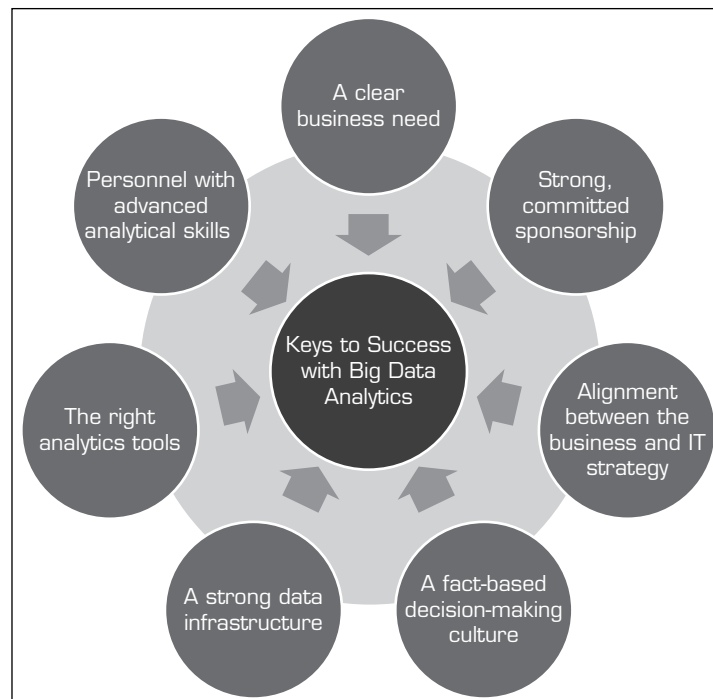 A clear
business need
Strong,
committed
sponsorship
Alignment
between the
business and IT
strategy
A fact-based
decision-making
culture
A strong data
infrastructure
The right
analytics tools
Personnel with
advanced
analytical skills
Keys to Success
with Big Data
Analytics